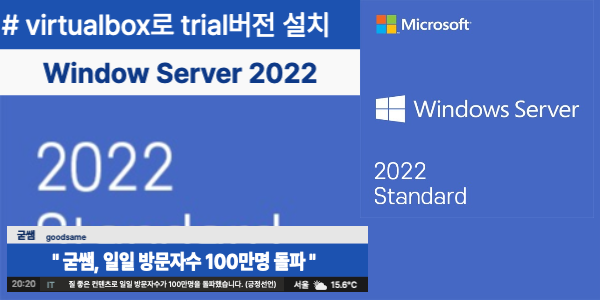 # virtualbox로 trial버전 설치
Window Server 2022
2022
Standard
Microsoft
Windows Server
2022
Standard
굳쌤 goodsame
" 굳쌤, 일일 방문자수 100만명 돌파 "
20:20 IT 질 좋은 컨텐츠로 일일 방문자가 100만명을 돌파했습니다. (긍정선언) 서울 15.6°C